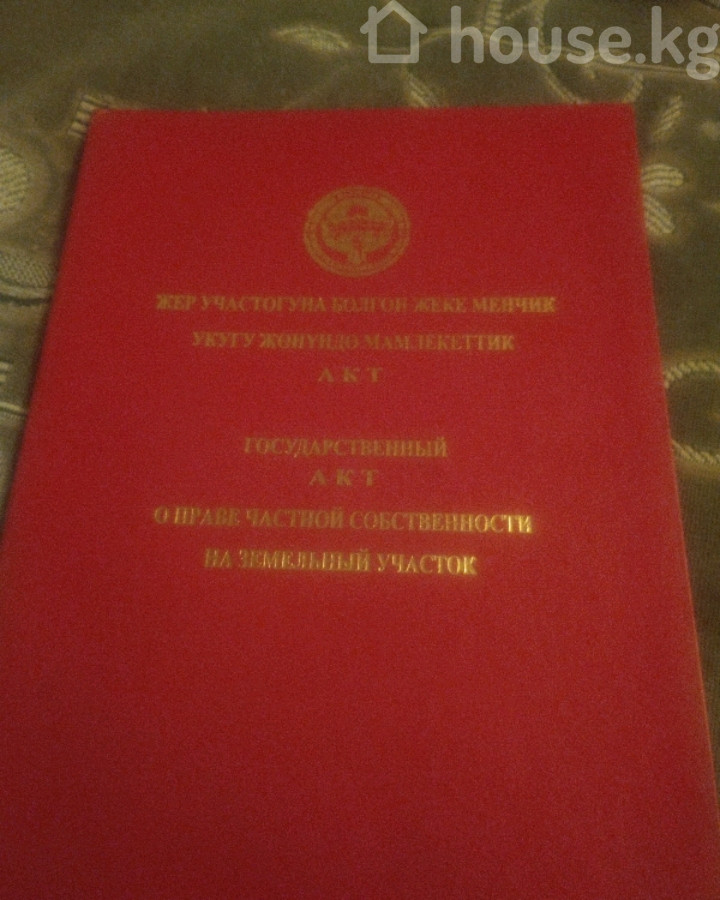 house.kg
ЖЕР УЧАСТОГУНА БОЛГОН ЖЕКЕ МЕНЧИК
УКУГУ ЖӨНҮНДӨ МАМЛЕКЕТТИК
АКТ
ГОСУДАРСТВЕННЫЙ
АКТ
О ПРАВЕ ЧАСТНОЙ СОБСТВЕННОСТИ
НА ЗЕМЕЛЬНЫЙ УЧАСТОК